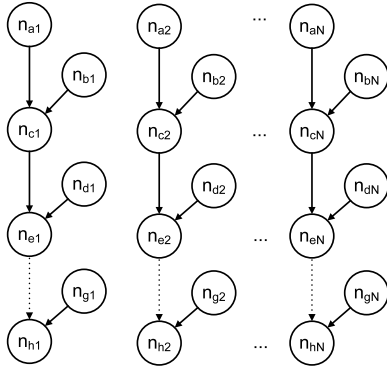 n_a1 n_a2 ... n_aN
n_b1 n_b2 n_bN
n_c1 n_c2 ... n_cN
n_d1 n_d2 n_dN
n_e1 n_e2 ... n_eN
n_g1 n_g2 n_gN
n_h1 n_h2 ... n_hN